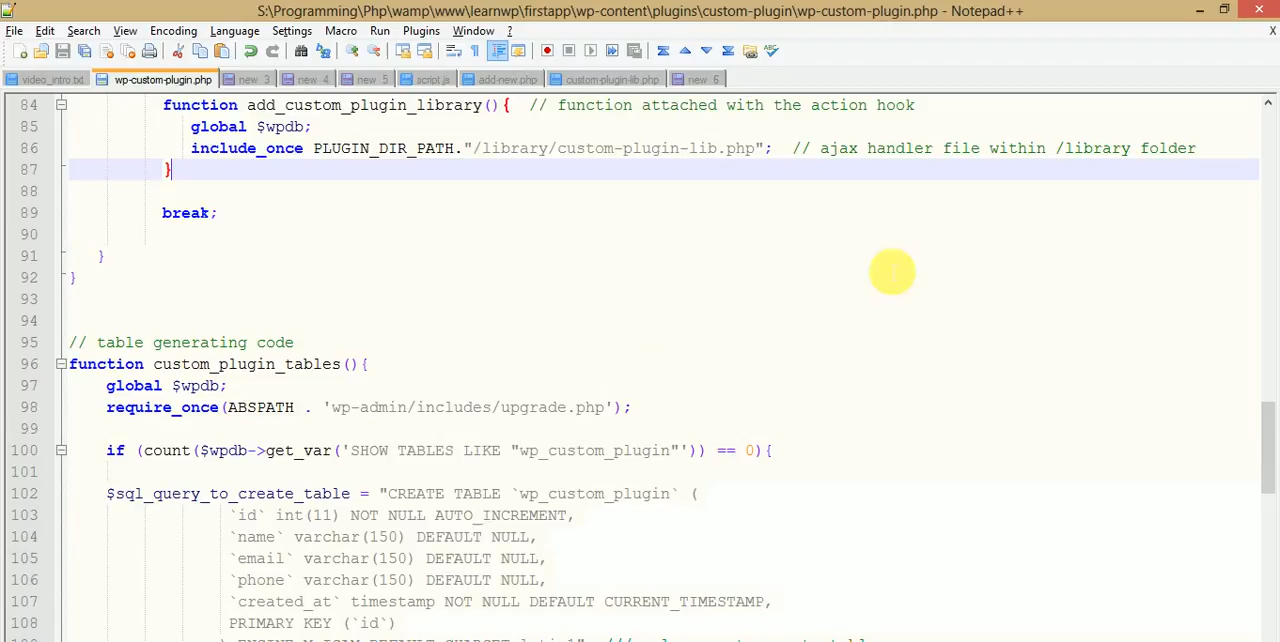 S:\Programming\Php\wamp\www\learnwp\firstapp\wp-content\plugins\custom-plugin\wp-custom-plugin.php - Notepad++
File Edit Search View Encoding Language Settings Macro Run Plugins Window ? X
video_intro.txt wp-custom-plugin.php new 3 new 4 new 5 script.js add-new.php custom-plugin-lib.php new 6
84 function add_custom_plugin_library(){ // function attached with the action hook
85 global $wpdb;
86 include_once PLUGIN_DIR_PATH."/library/custom-plugin-lib.php"; // ajax handler file within /library folder
87 }
88
89 break;
90
91 }
92 }
93
94
95 // table generating code
96 function custom_plugin_tables(){
97 global $wpdb;
98 require_once(ABSPATH . 'wp-admin/includes/upgrade.php');
99
100 if (count($wpdb->get_var('SHOW TABLES LIKE "wp_custom_plugin"')) == 0){
101
102 $sql_query_to_create_table = "CREATE TABLE `wp_custom_plugin` (
103 `id` int(11) NOT NULL AUTO_INCREMENT,
104 `name` varchar(150) DEFAULT NULL,
105 `email` varchar(150) DEFAULT NULL,
106 `phone` varchar(150) DEFAULT NULL,
107 `created_at` timestamp NOT NULL DEFAULT CURRENT_TIMESTAMP,
108 PRIMARY KEY (`id`)